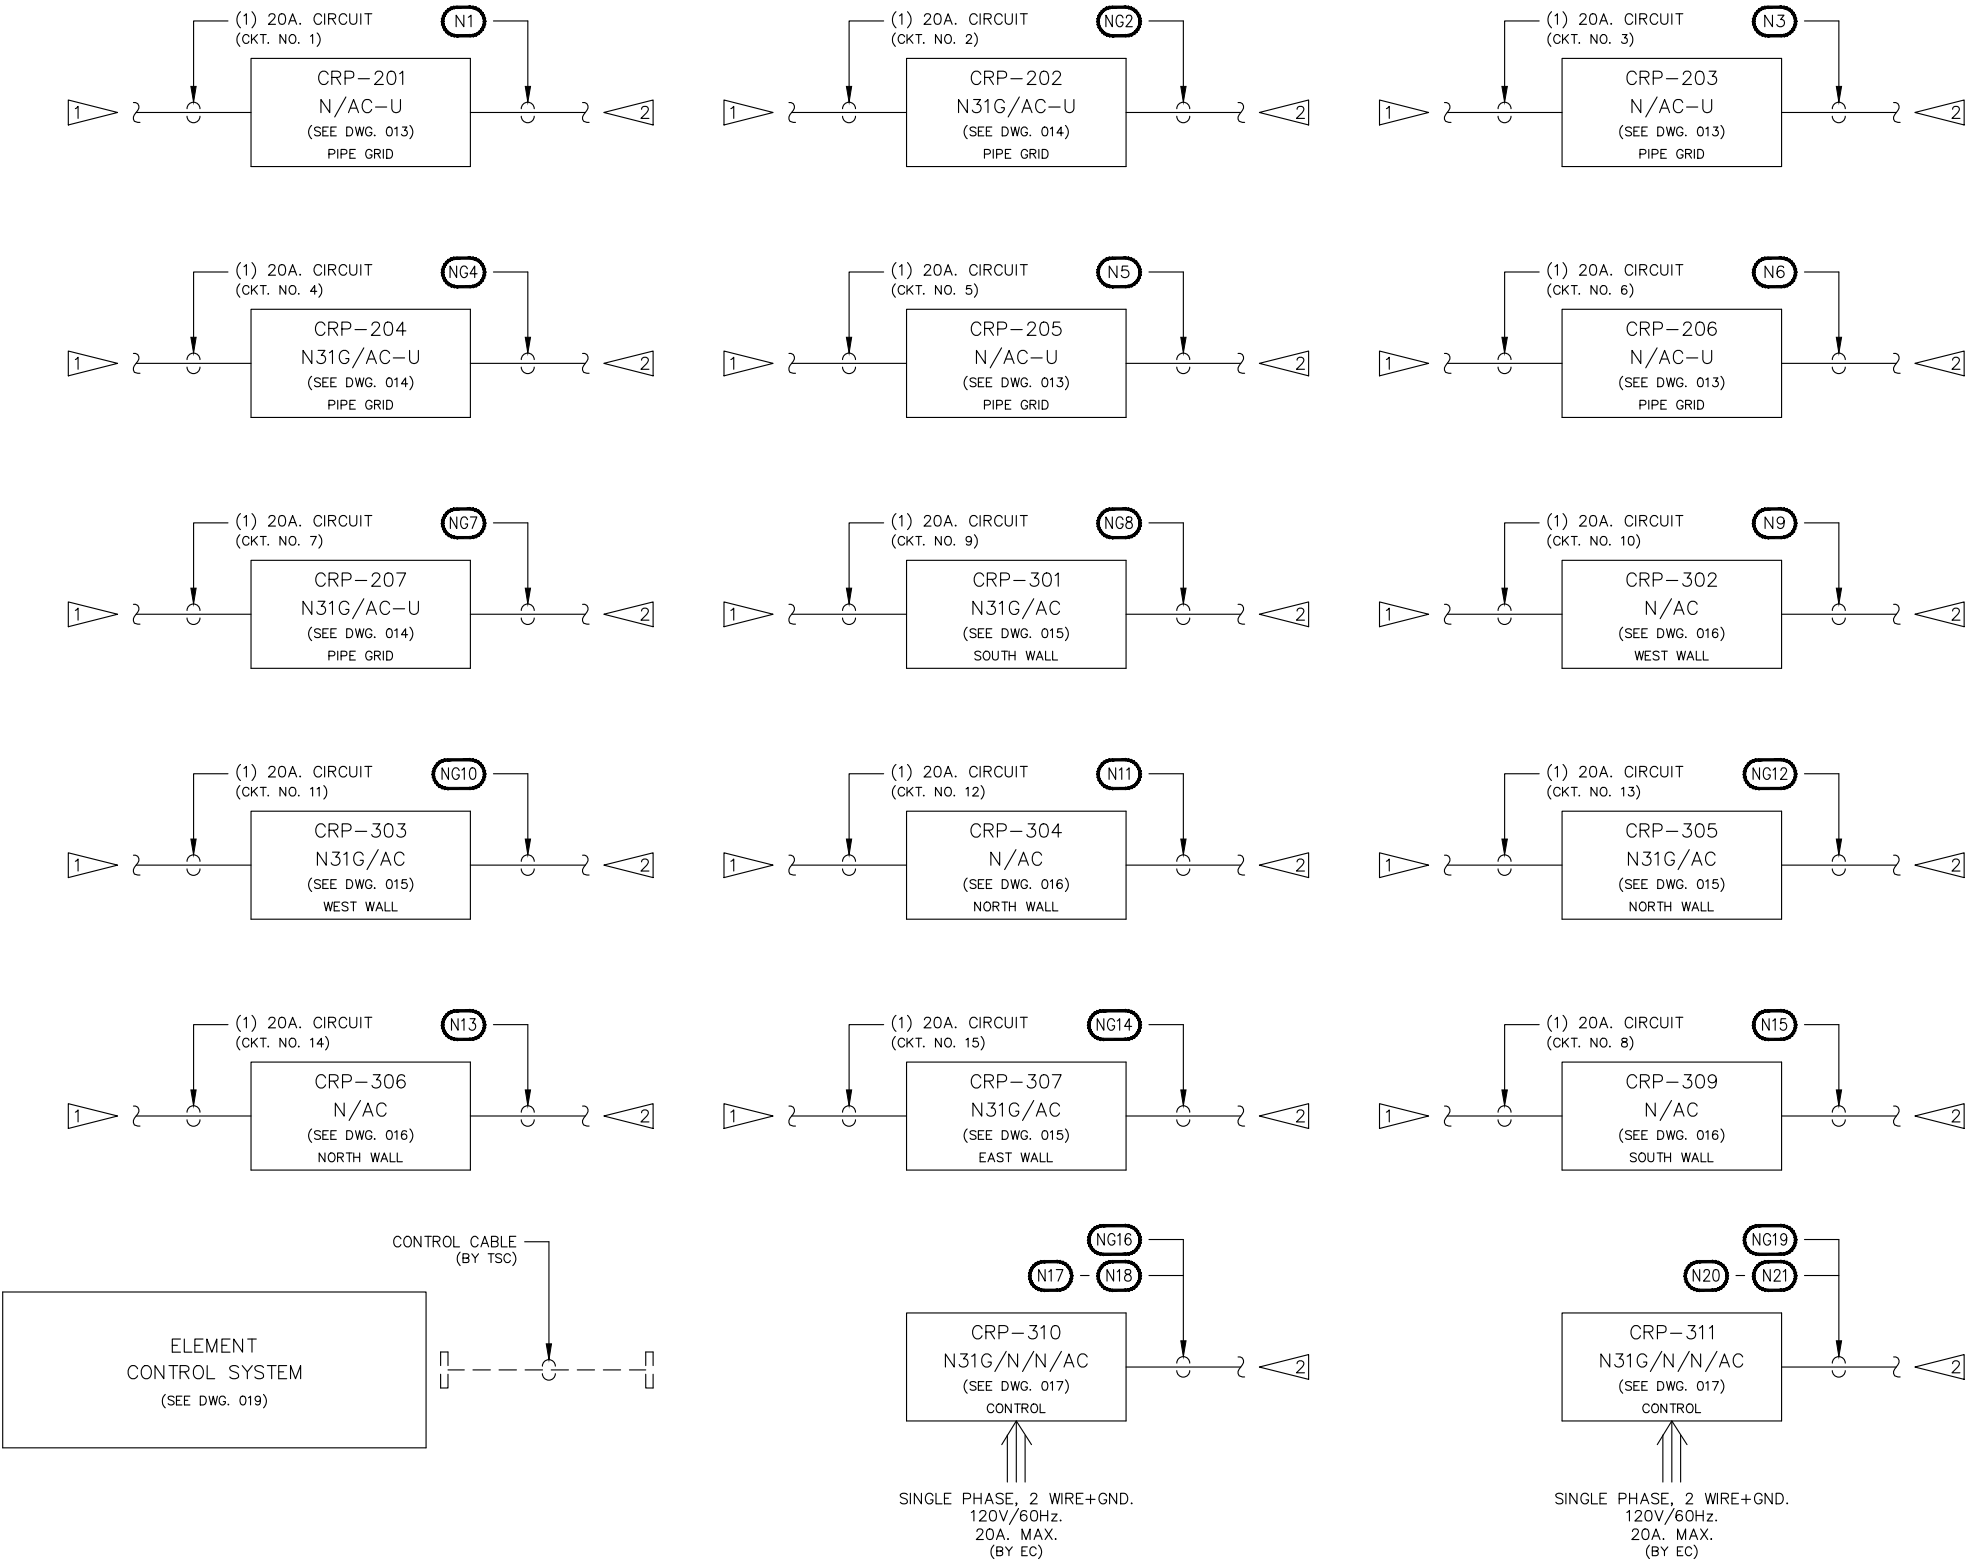 (1) 20A. CIRCUIT
(CKT. NO. 1)
N1
CRP-201
N/AC-U
(SEE DWG. 013)
PIPE GRID
1
2
(1) 20A. CIRCUIT
(CKT. NO. 2)
NG2
CRP-202
N31G/AC-U
(SEE DWG. 014)
PIPE GRID
1
2
(1) 20A. CIRCUIT
(CKT. NO. 3)
N3
CRP-203
N/AC-U
(SEE DWG. 013)
PIPE GRID
1
2
(1) 20A. CIRCUIT
(CKT. NO. 4)
NG4
CRP-204
N31G/AC-U
(SEE DWG. 014)
PIPE GRID
1
2
(1) 20A. CIRCUIT
(CKT. NO. 5)
N5
CRP-205
N/AC-U
(SEE DWG. 013)
PIPE GRID
1
2
(1) 20A. CIRCUIT
(CKT. NO. 6)
N6
CRP-206
N/AC-U
(SEE DWG. 013)
PIPE GRID
1
2
(1) 20A. CIRCUIT
(CKT. NO. 7)
NG7
CRP-207
N31G/AC-U
(SEE DWG. 014)
PIPE GRID
1
2
(1) 20A. CIRCUIT
(CKT. NO. 9)
NG8
CRP-301
N31G/AC
(SEE DWG. 015)
SOUTH WALL
1
2
(1) 20A. CIRCUIT
(CKT. NO. 10)
N9
CRP-302
N/AC
(SEE DWG. 016)
WEST WALL
1
2
(1) 20A. CIRCUIT
(CKT. NO. 11)
NG10
CRP-303
N31G/AC
(SEE DWG. 015)
WEST WALL
1
2
(1) 20A. CIRCUIT
(CKT. NO. 12)
N11
CRP-304
N/AC
(SEE DWG. 016)
NORTH WALL
1
2
(1) 20A. CIRCUIT
(CKT. NO. 13)
NG12
CRP-305
N31G/AC
(SEE DWG. 015)
NORTH WALL
1
2
(1) 20A. CIRCUIT
(CKT. NO. 14)
N13
CRP-306
N/AC
(SEE DWG. 016)
NORTH WALL
1
2
(1) 20A. CIRCUIT
(CKT. NO. 15)
NG14
CRP-307
N31G/AC
(SEE DWG. 015)
EAST WALL
1
2
(1) 20A. CIRCUIT
(CKT. NO. 8)
N15
CRP-309
N/AC
(SEE DWG. 016)
SOUTH WALL
1
2
CONTROL CABLE
(BY TSC)
ELEMENT
CONTROL SYSTEM
(SEE DWG. 019)
NG16
N17 - N18
CRP-310
N31G/N/N/AC
(SEE DWG. 017)
CONTROL
2
SINGLE PHASE, 2 WIRE+GND.
120V/60Hz.
20A. MAX.
(BY EC)
NG19
N20 - N21
CRP-311
N31G/N/N/AC
(SEE DWG. 017)
CONTROL
2
SINGLE PHASE, 2 WIRE+GND.
120V/60Hz.
20A. MAX.
(BY EC)